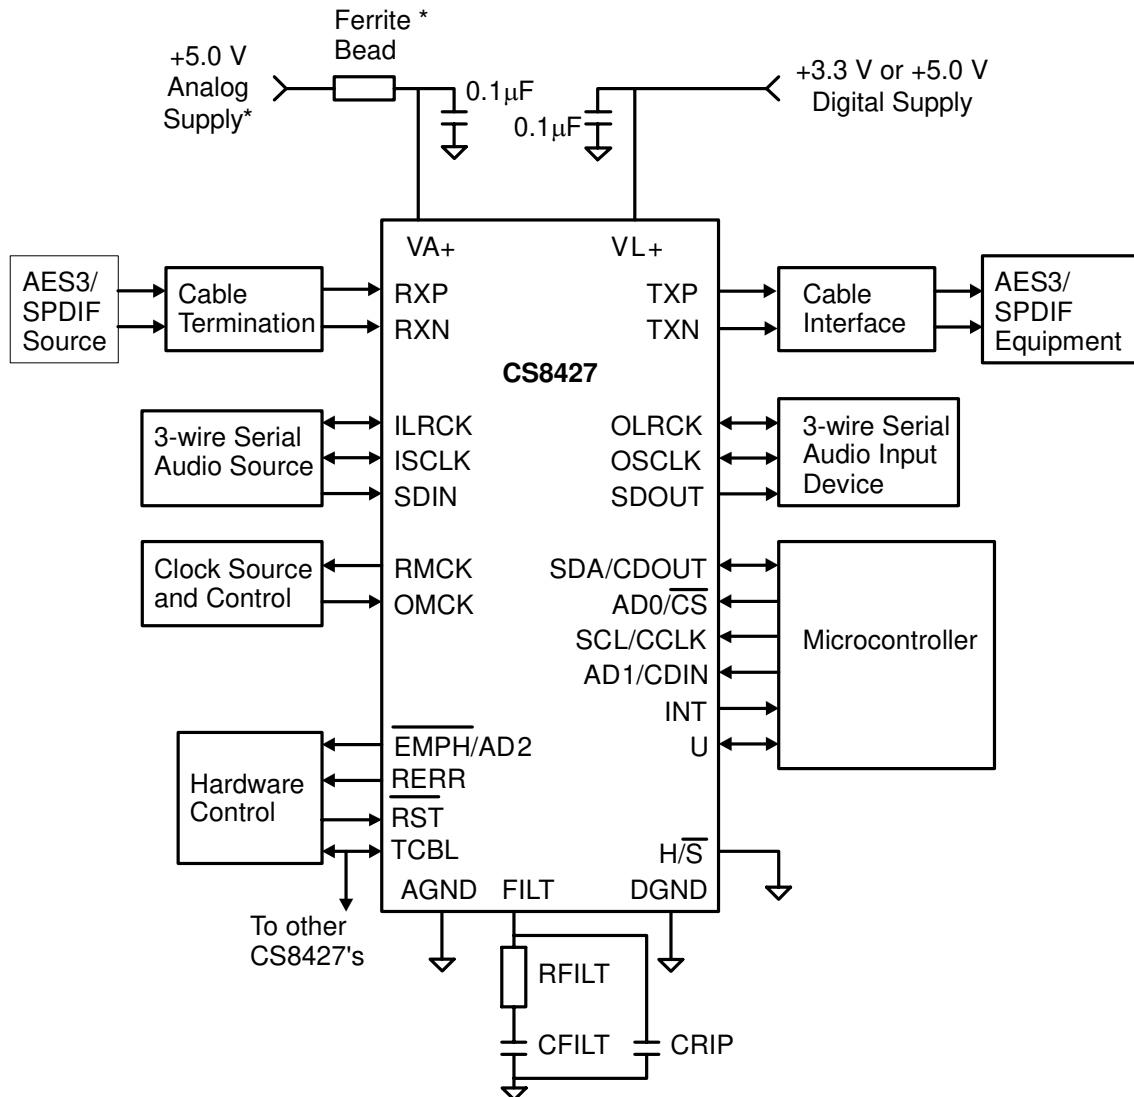 Ferrite *
Bead
+5.0 V
Analog
Supply*
0.1µF
0.1µF
+3.3 V or +5.0 V
Digital Supply
VA+
VL+
AES3/
SPDIF
Source
Cable
Termination
RXP
RXN
TXP
TXN
Cable
Interface
AES3/
SPDIF
Equipment
CS8427
3-wire Serial
Audio Source
ILRCK
ISCLK
SDIN
OLRCK
OSCLK
SDOUT
3-wire Serial
Audio Input
Device
Clock Source
and Control
RMCK
OMCK
SDA/CDOUT
AD0/C̅S̅
SCL/CCLK
AD1/CDIN
INT
U
Microcontroller
Hardware
Control
E̅M̅P̅H̅/AD2
RERR
R̅S̅T̅
TCBL
H/S̅
AGND
FILT
DGND
To other
CS8427's
RFILT
CFILT
CRIP